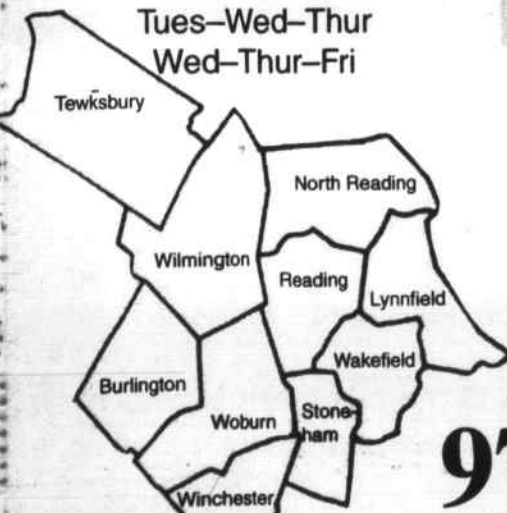 Tues–Wed–Thur
Wed–Thur–Fri
Tewksbury
North Reading
Wilmington
Reading
Lynnfield
Wakefield
Burlington
Woburn
Stone-
ham
Winchester